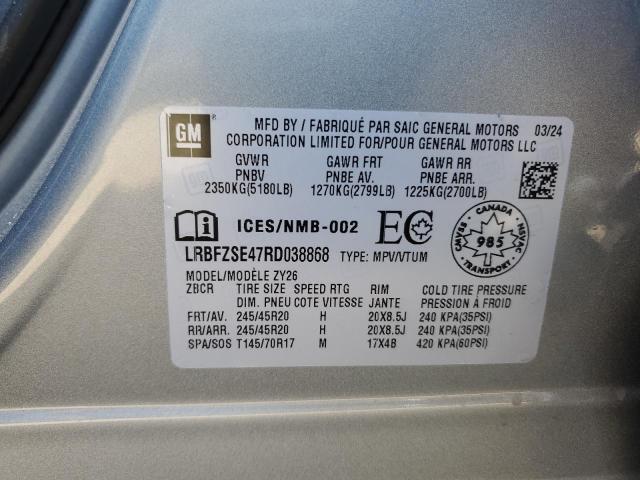 GM ®
MFD BY / FABRIQUÉ PAR SAIC GENERAL MOTORS 03/24
CORPORATION LIMITED FOR/POUR GENERAL MOTORS LLC
GVWR GAWR FRT GAWR RR
PNBV PNBE AV. PNBE ARR.
2350KG(5180LB) 1270KG(2799LB) 1225KG(2700LB)
ICES/NMB-002 EC
CANADA
CMVSS 985 NSVAC
TRANSPORT
LRBFZSE47RD038868 TYPE: MPV/VTUM
MODEL/MODÈLE ZY26
ZBCR TIRE SIZE SPEED RTG RIM COLD TIRE PRESSURE
DIM. PNEU COTE VITESSE JANTE PRESSION À FROID
FRT/AV. 245/45R20 H 20X8.5J 240 KPA(35PSI)
RR/ARR. 245/45R20 H 20X8.5J 240 KPA(35PSI)
SPA/SOS T145/70R17 M 17X4B 420 KPA(60PSI)